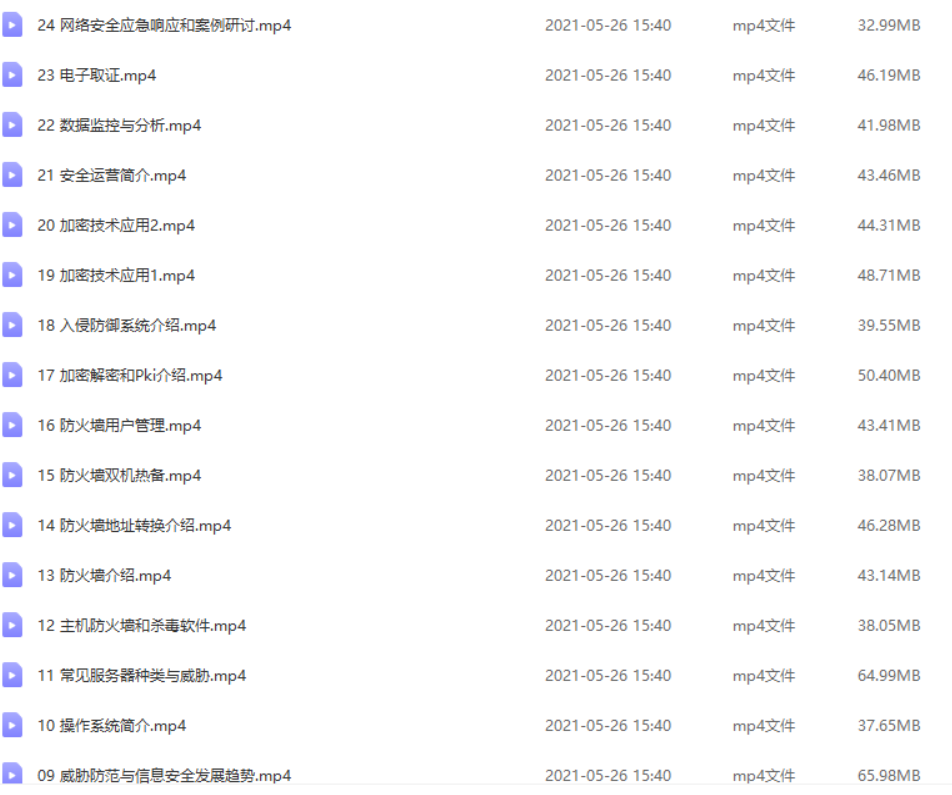 24 网络安全应急响应和案例研讨.mp4 2021-05-26 15:40 mp4文件 32.99MB
23 电子取证.mp4 2021-05-26 15:40 mp4文件 46.19MB
22 数据监控与分析.mp4 2021-05-26 15:40 mp4文件 41.98MB
21 安全运营简介.mp4 2021-05-26 15:40 mp4文件 43.46MB
20 加密技术应用2.mp4 2021-05-26 15:40 mp4文件 44.31MB
19 加密技术应用1.mp4 2021-05-26 15:40 mp4文件 48.71MB
18 入侵防御系统介绍.mp4 2021-05-26 15:40 mp4文件 39.55MB
17 加密解密和Pki介绍.mp4 2021-05-26 15:40 mp4文件 50.40MB
16 防火墙用户管理.mp4 2021-05-26 15:40 mp4文件 43.41MB
15 防火墙双机热备.mp4 2021-05-26 15:40 mp4文件 38.07MB
14 防火墙地址转换介绍.mp4 2021-05-26 15:40 mp4文件 46.28MB
13 防火墙介绍.mp4 2021-05-26 15:40 mp4文件 43.14MB
12 主机防火墙和杀毒软件.mp4 2021-05-26 15:40 mp4文件 38.05MB
11 常见服务器种类与威胁.mp4 2021-05-26 15:40 mp4文件 64.99MB
10 操作系统简介.mp4 2021-05-26 15:40 mp4文件 37.65MB
09 威胁防范与信息安全发展趋势.mp4 2021-05-26 15:40 mp4文件 65.98MB